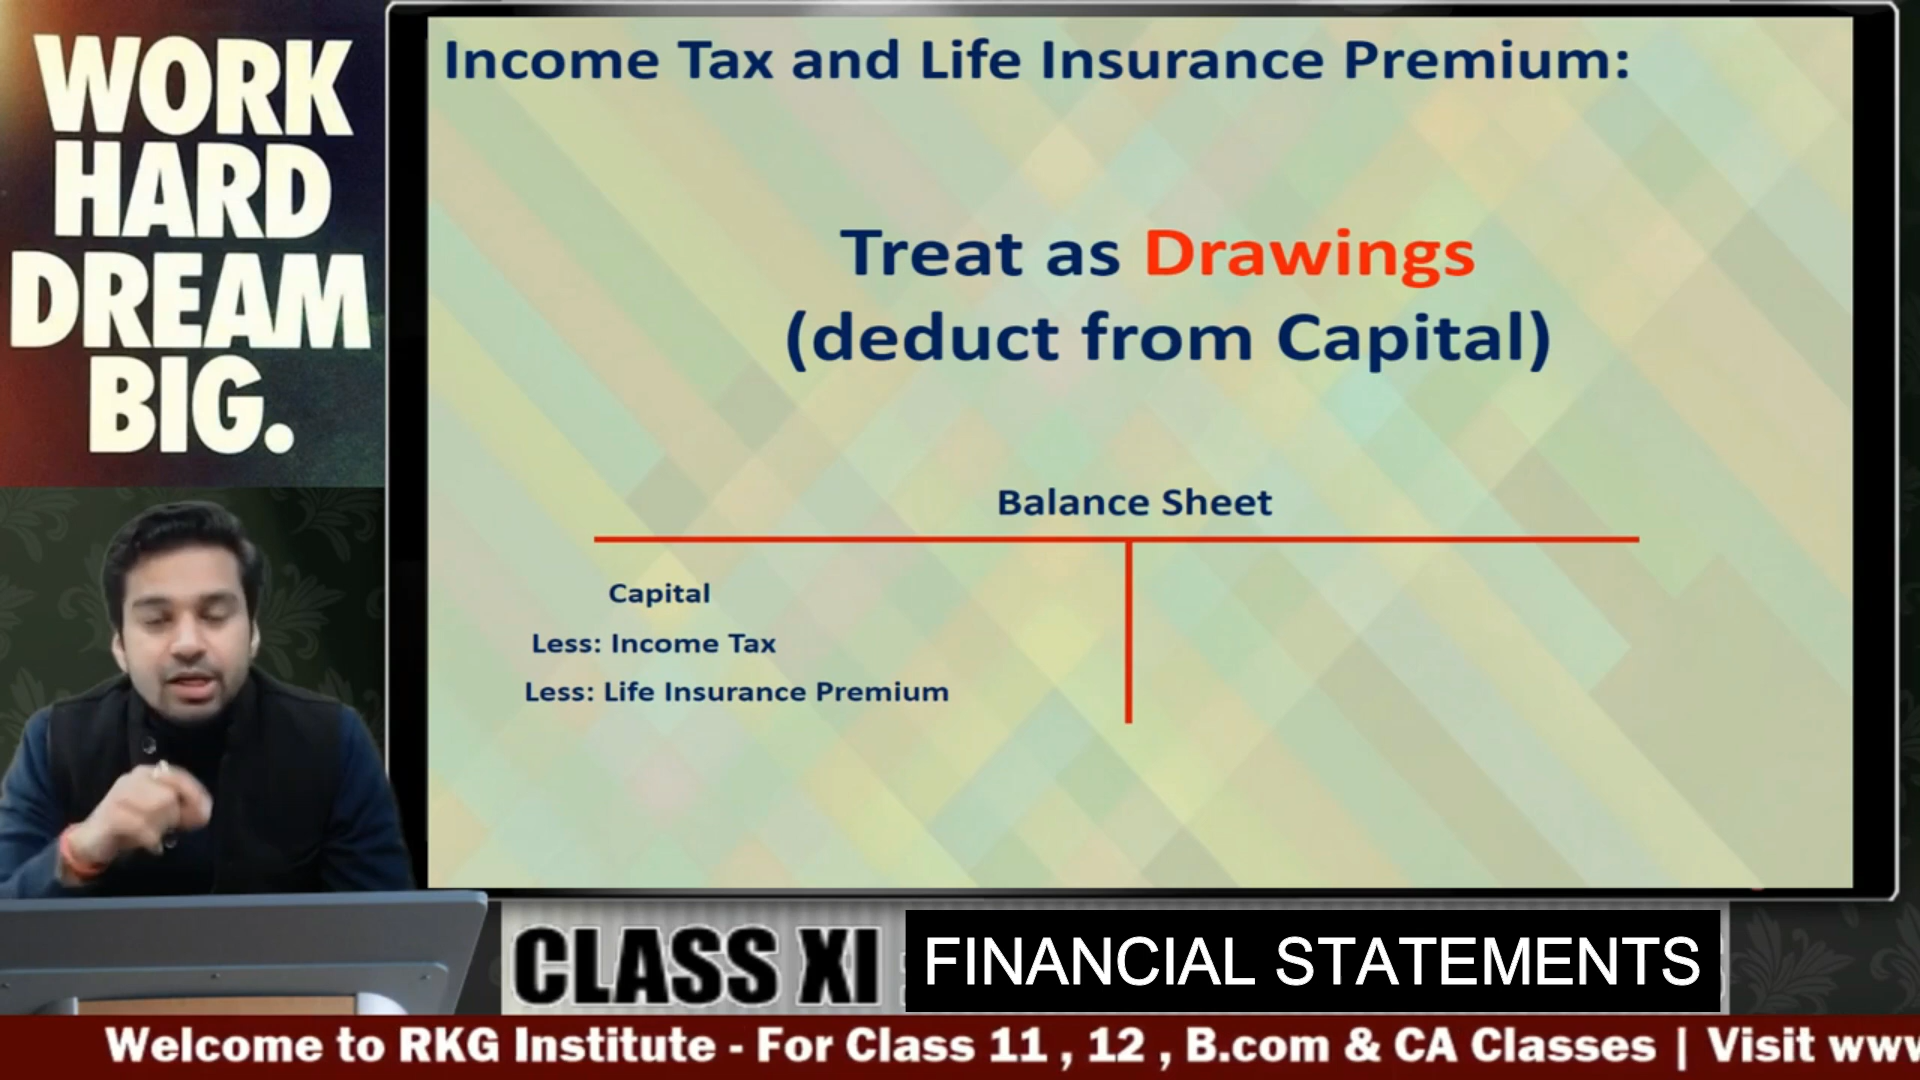 WORK
HARD
DREAM
BIG.
Income Tax and Life Insurance Premium:
Treat as Drawings
(deduct from Capital)
Balance Sheet
Capital
Less: Income Tax
Less: Life Insurance Premium
CLASS XI
FINANCIAL STATEMENTS
Welcome to RKG Institute - For Class 11 , 12 , B.com & CA Classes | Visit www